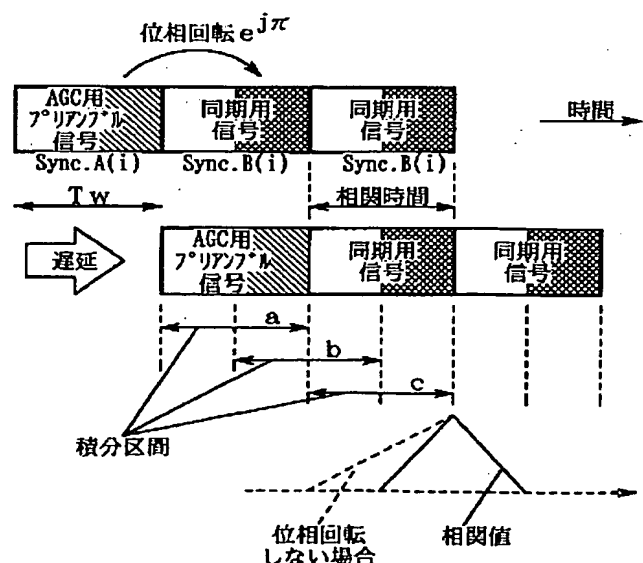 位相回転 e^jπ
AGC用
プリアンブル
信号
同期用
信号
同期用
信号
時間
Sync.A(i)
Sync.B(i)
Sync.B(i)
Tw
相関時間
遅延
AGC用
プリアンブル
信号
同期用
信号
同期用
信号
a
b
c
積分区間
位相回転
しない場合
相関値